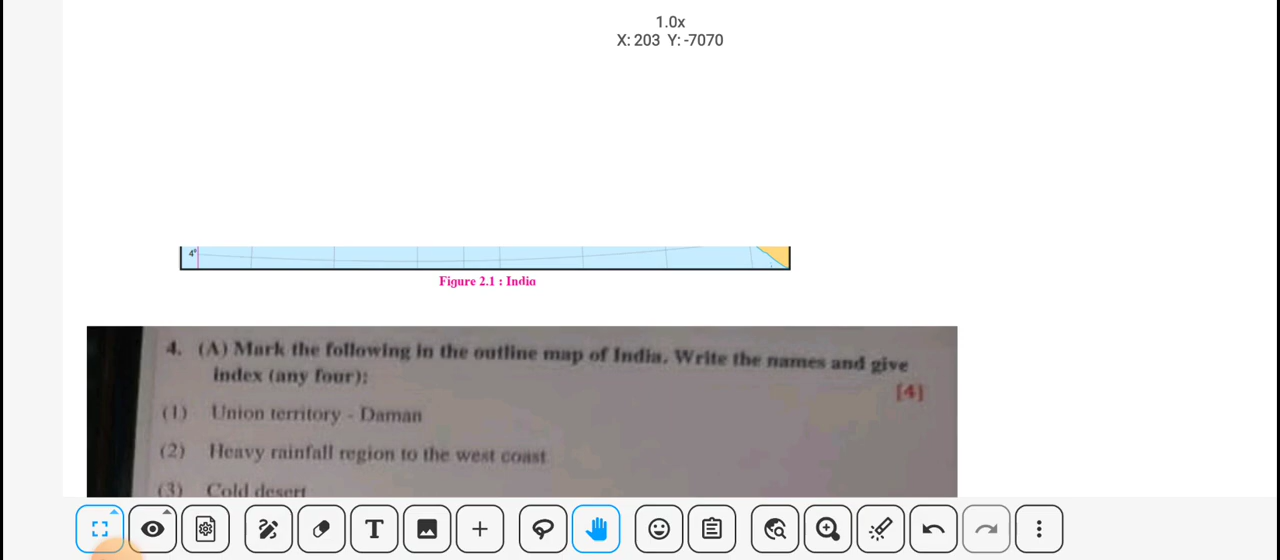 1.0x
X: 203 Y: -7070
4°
Figure 2.1 : India
4. (A) Mark the following in the outline map of India. Write the names and give
index (any four):
[4]
(1) Union territory - Daman
(2) Heavy rainfall region to the west coast
(3) Cold desert
T